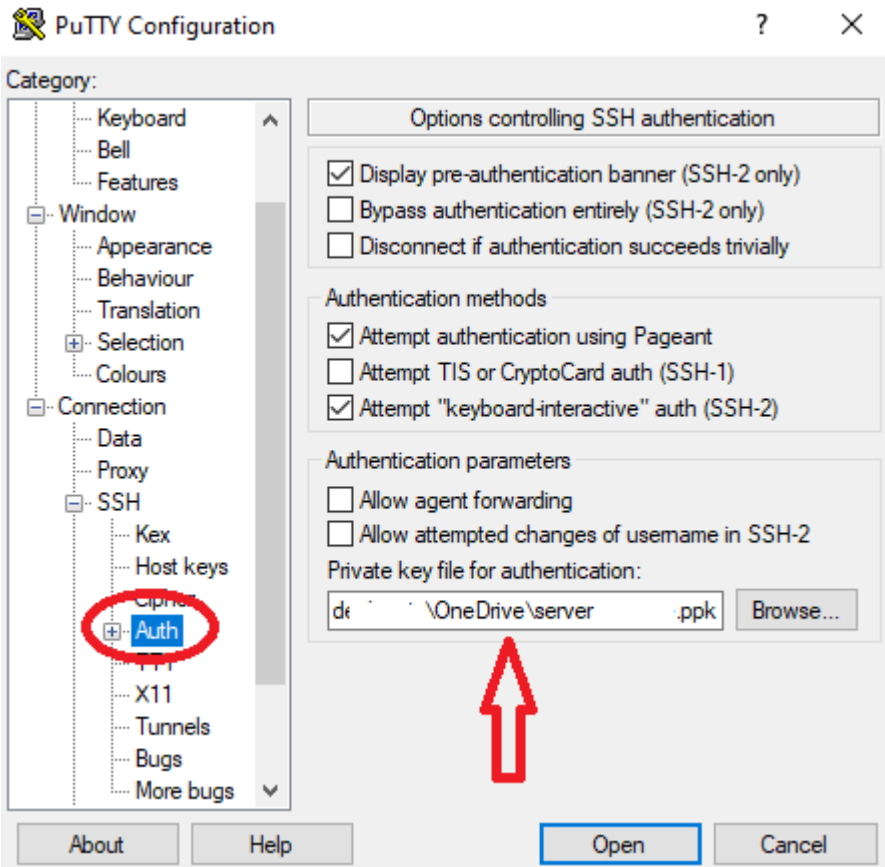 PuTTY Configuration
?
Category:
Keyboard
Bell
Features
Window
Appearance
Behaviour
Translation
Selection
Colours
Connection
Data
Proxy
SSH
Kex
Host keys
Cipher
Auth
TTY
X11
Tunnels
Bugs
More bugs
Options controlling SSH authentication
Display pre-authentication banner (SSH-2 only)
Bypass authentication entirely (SSH-2 only)
Disconnect if authentication succeeds trivially
Authentication methods
Attempt authentication using Pageant
Attempt TIS or CryptoCard auth (SSH-1)
Attempt "keyboard-interactive" auth (SSH-2)
Authentication parameters
Allow agent forwarding
Allow attempted changes of username in SSH-2
Private key file for authentication:
\OneDrive\server .ppk
Browse...
About
Help
Open
Cancel